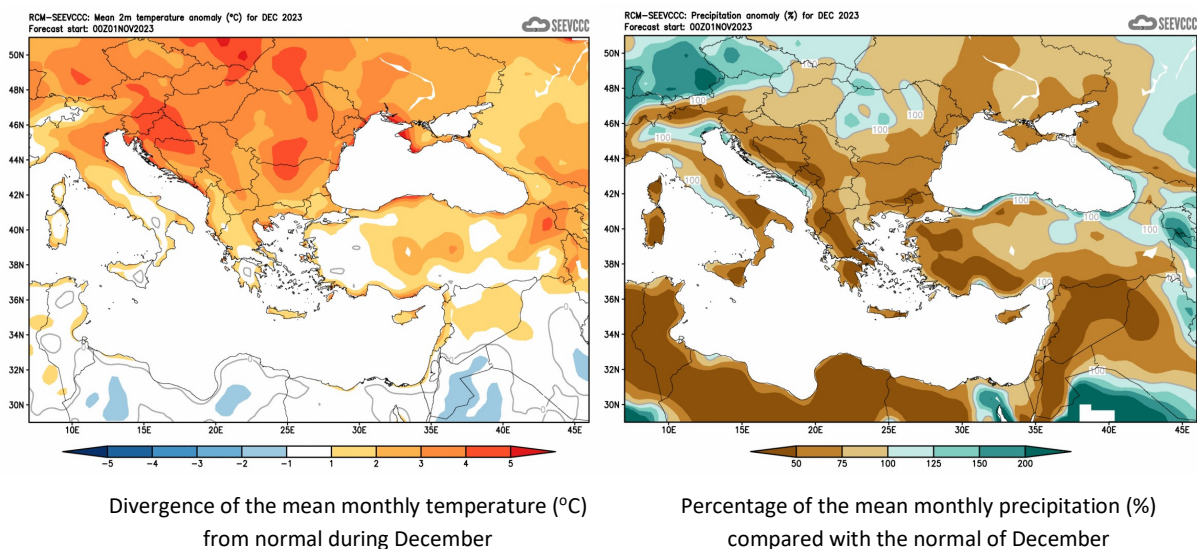 RCM-SEEVCCC: Mean 2m temperature anomaly (°C) for DEC 2023
Forecast start: 00Z01NOV2023
SEEVCCC
50N
48N
46N
44N
42N
40N
38N
36N
34N
32N
30N
10E 15E 20E 25E 30E 35E 40E 45E
-5 -4 -3 -2 -1 1 2 3 4 5
Divergence of the mean monthly temperature (°C)
from normal during December
RCM-SEEVCCC: Precipitation anomaly (%) for DEC 2023
Forecast start: 00Z01NOV2023
SEEVCCC
50N
48N
46N
44N
42N
40N
38N
36N
34N
32N
30N
10E 15E 20E 25E 30E 35E 40E 45E
50 75 100 125 150 200
Percentage of the mean monthly precipitation (%)
compared with the normal of December